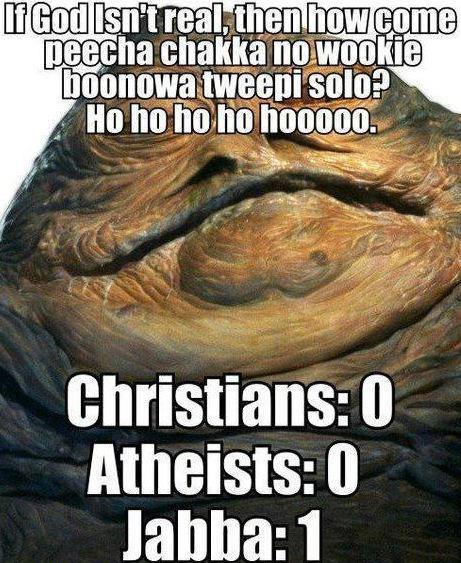 If God Isn't real, then how come
peecha chakka no wookie
boonowa tweepi solo?
Ho ho ho ho hooooo.
Christians: 0
Atheists: 0
Jabba: 1